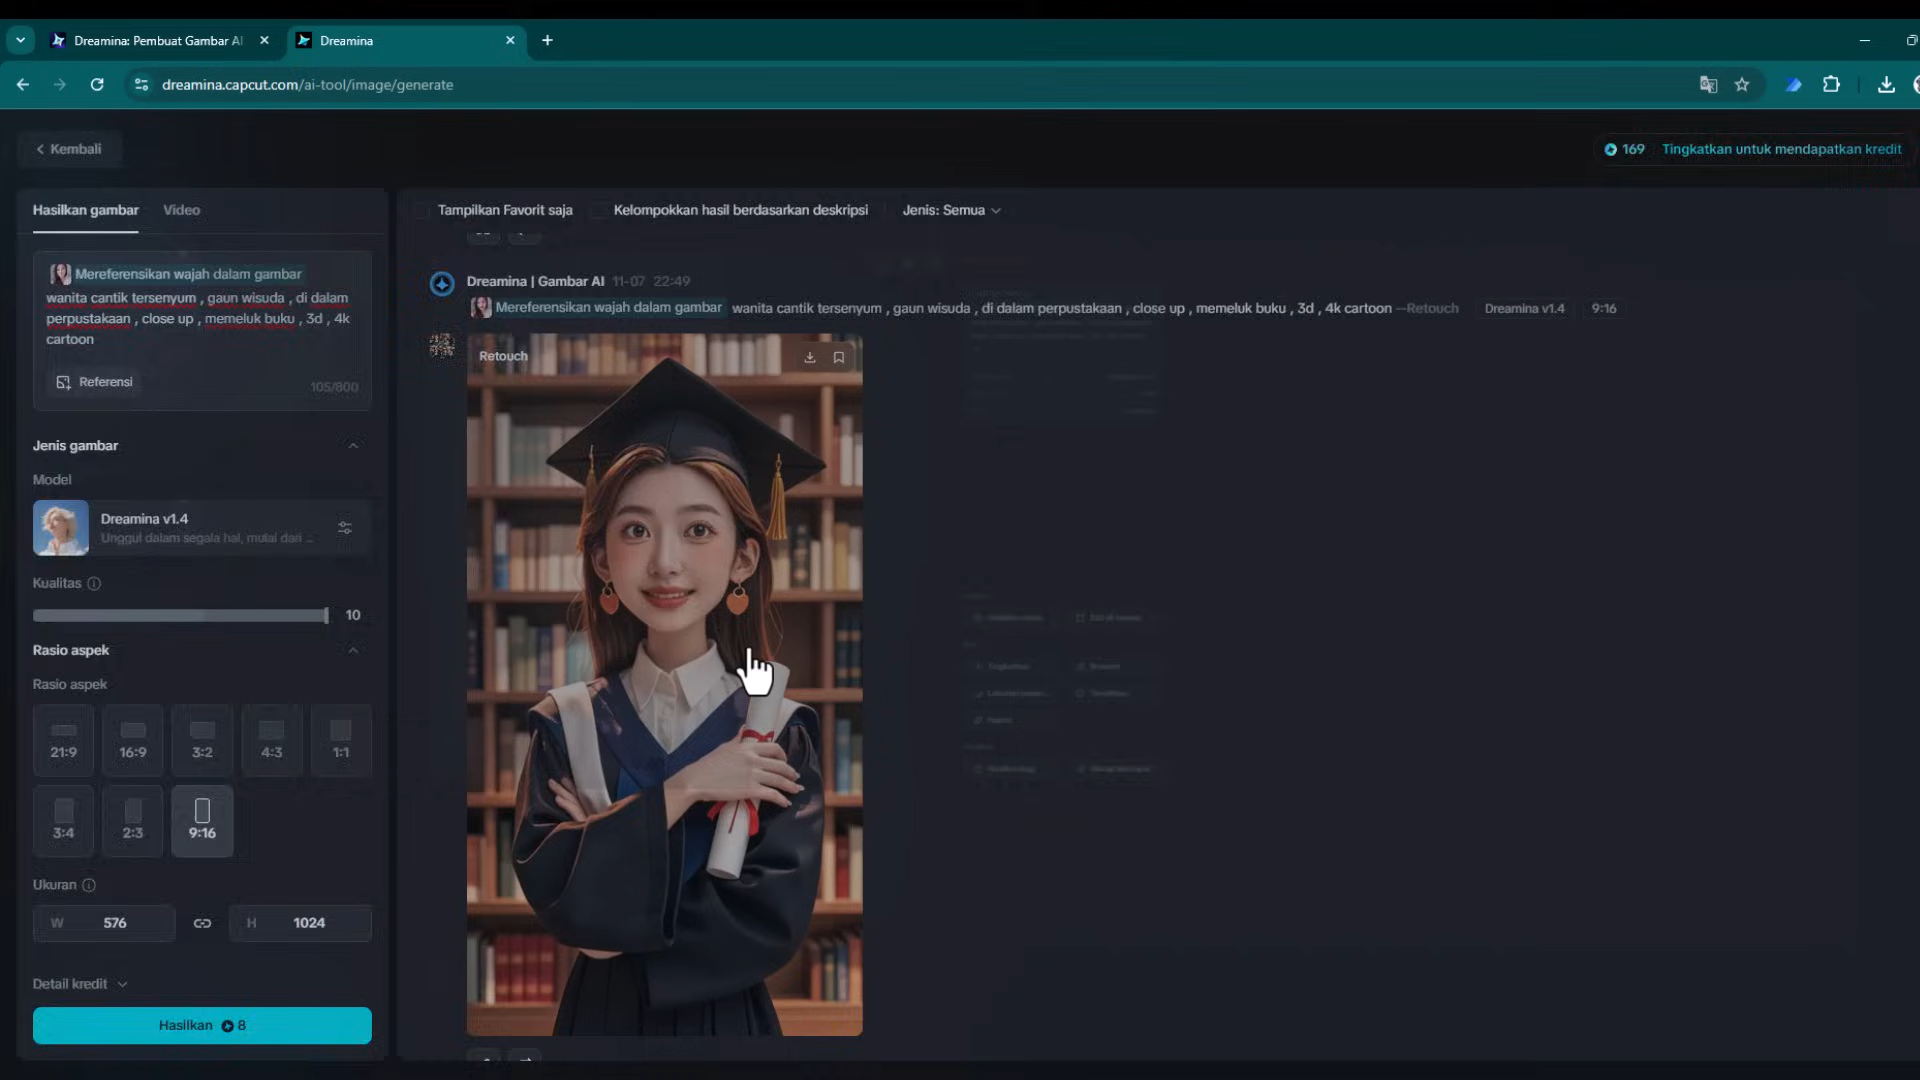 Dreamina: Pembuat Gambar AI
Dreamina
dreamina.capcut.com/ai-tool/image/generate
Kembali
169 Tingkatkan untuk mendapatkan kredit
Hasilkan gambar Video
Tampilkan Favorit saja Kelompokkan hasil berdasarkan deskripsi Jenis: Semua
Mereferensikan wajah dalam gambar
wanita cantik tersenyum , gaun wisuda , di dalam
perpustakaan , close up , memeluk buku , 3d , 4k
cartoon
Referensi
105/800
Jenis gambar
Model
Dreamina v1.4
Unggul dalam segala hal, mulai dari ...
Kualitas
10
Rasio aspek
Rasio aspek
21:9 16:9 3:2 4:3 1:1
3:4 2:3 9:16
Ukuran
W 576 H 1024
Detail kredit
Hasilkan 8
Dreamina | Gambar AI 11-07 22:49
Mereferensikan wajah dalam gambar wanita cantik tersenyum , gaun wisuda , di dalam perpustakaan , close up , memeluk buku , 3d , 4k cartoon --Retouch Dreamina v1.4 9:16
Retouch